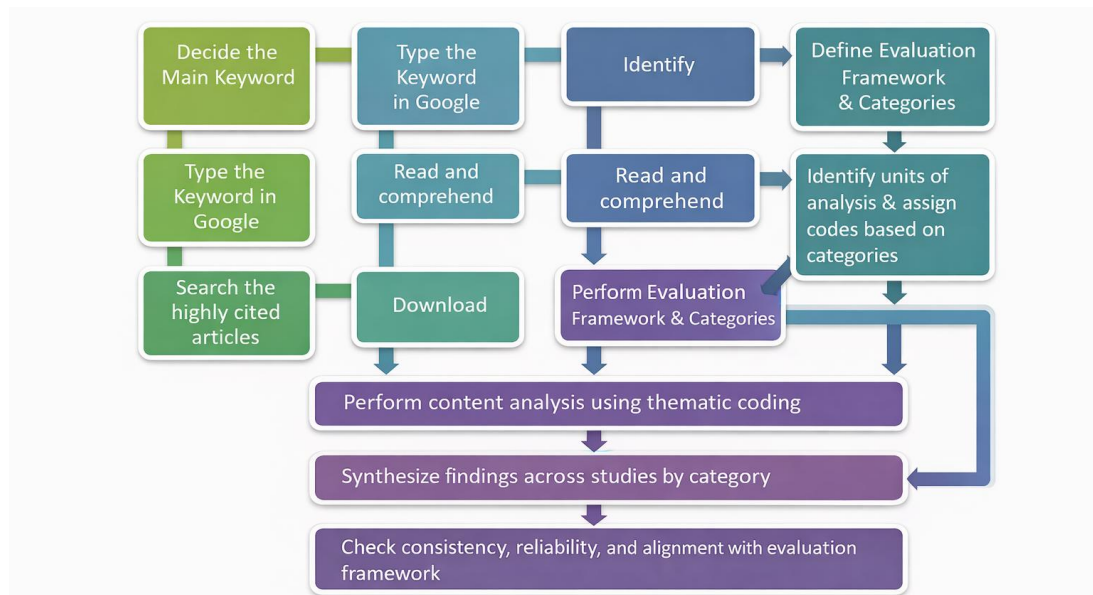 Decide the
Main Keyword
Type the
Keyword
in Google
Identify
Define Evaluation
Framework
& Categories
Type the
Keyword in
Google
Read and
comprehend
Read and
comprehend
Identify units of
analysis & assign
codes based on
categories
Search the
highly cited
articles
Download
Perform Evaluation
Framework & Categories
Perform content analysis using thematic coding
Synthesize findings across studies by category
Check consistency, reliability, and alignment with evaluation
framework